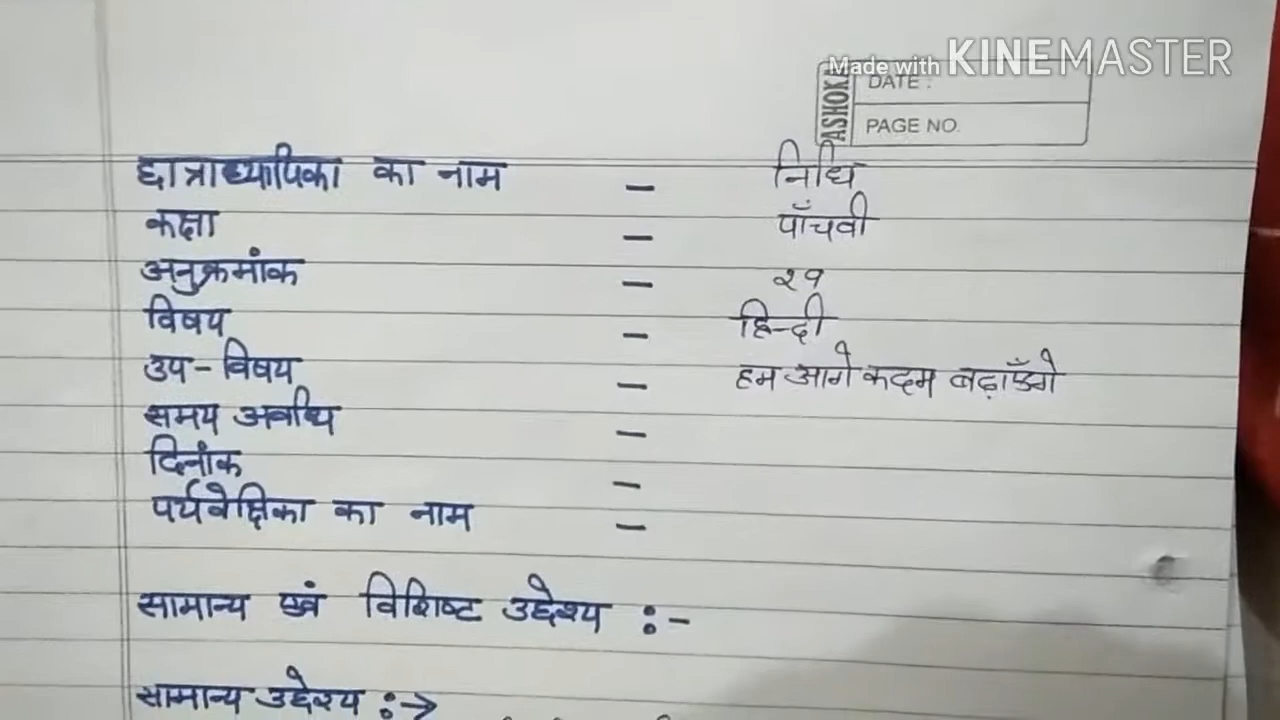 Made with KINEMASTER
ASHOKA
DATE :
PAGE NO.
छात्राध्यापिका का नाम – निधि
कक्षा – पाँचवी
अनुक्रमांक – २१
विषय – हिन्दी
उप-विषय – हम आगे कदम बढ़ाएँगे
समय अवधि –
दिनांक –
पर्यवेक्षिका का नाम –
सामान्य एवं विशिष्ट उद्देश्य :-
सामान्य उद्देश्य :→